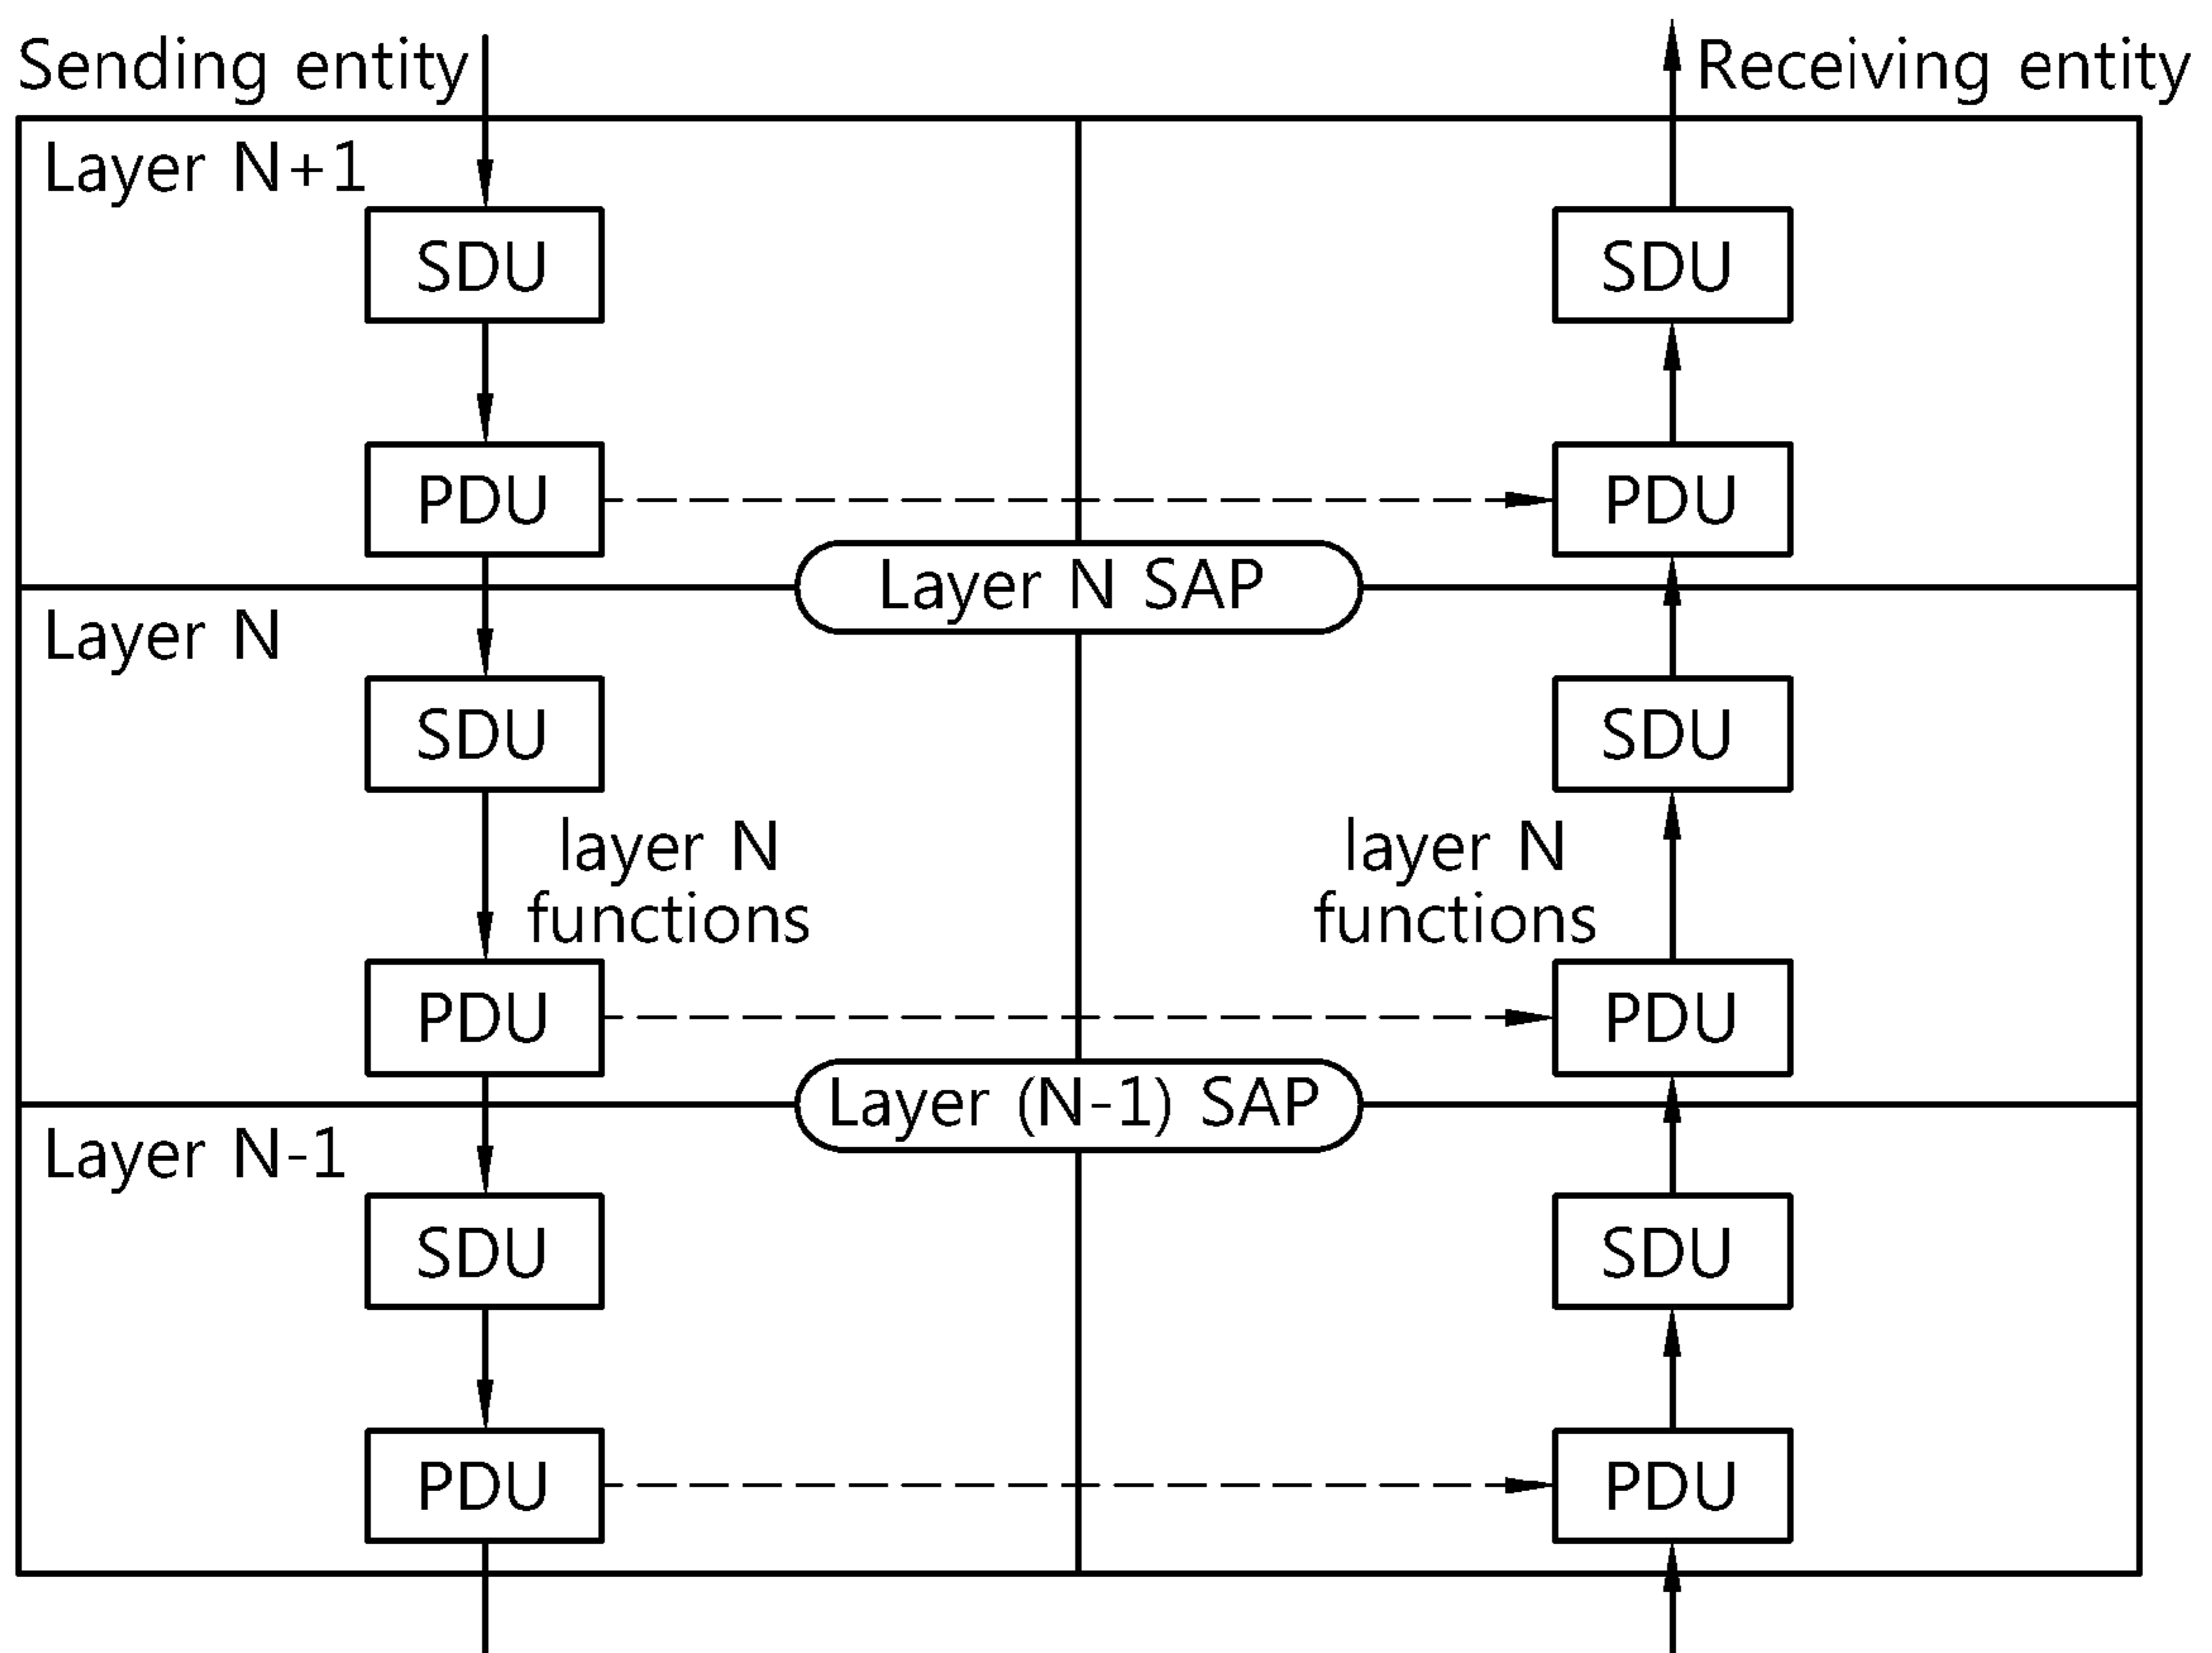 Sending entity
Receiving entity
Layer N+1
SDU
SDU
PDU
PDU
Layer N SAP
Layer N
SDU
SDU
layer N
functions
layer N
functions
PDU
PDU
Layer (N-1) SAP
Layer N-1
SDU
SDU
PDU
PDU